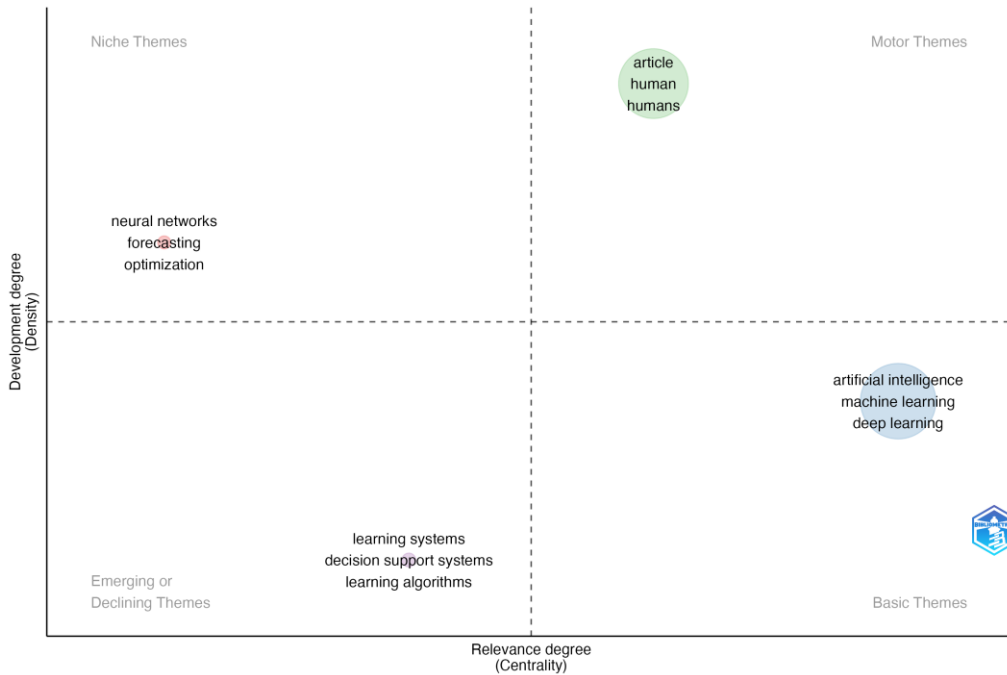 Niche Themes
Motor Themes
article
human
humans
neural networks
forecasting
optimization
Development degree
(Density)
artificial intelligence
machine learning
deep learning
learning systems
decision support systems
learning algorithms
Emerging or
Declining Themes
Basic Themes
Relevance degree
(Centrality)